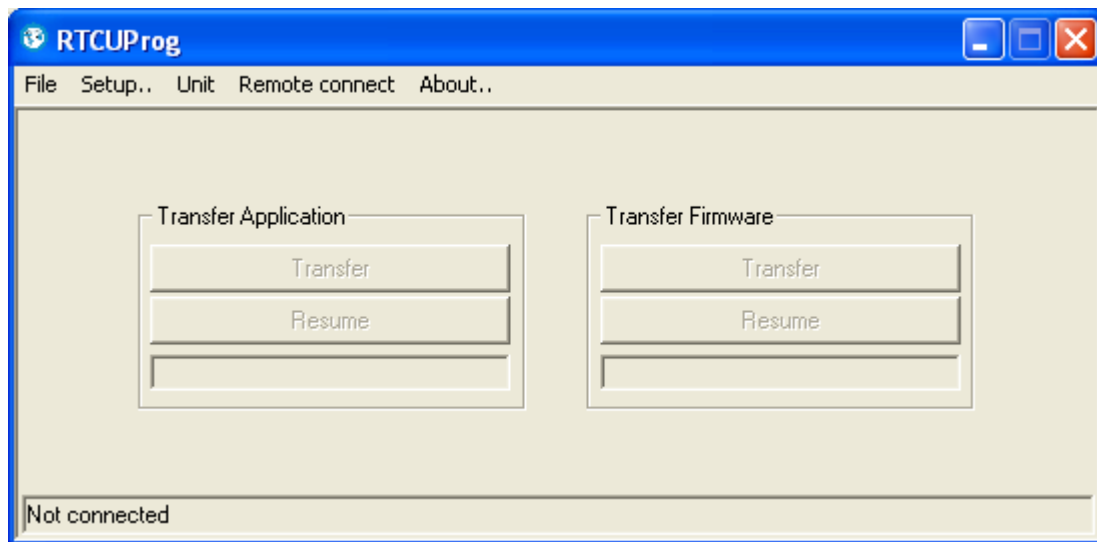 RTCUProg
File Setup.. Unit Remote connect About..
Transfer Application
Transfer
Resume
Transfer Firmware
Transfer
Resume
Not connected